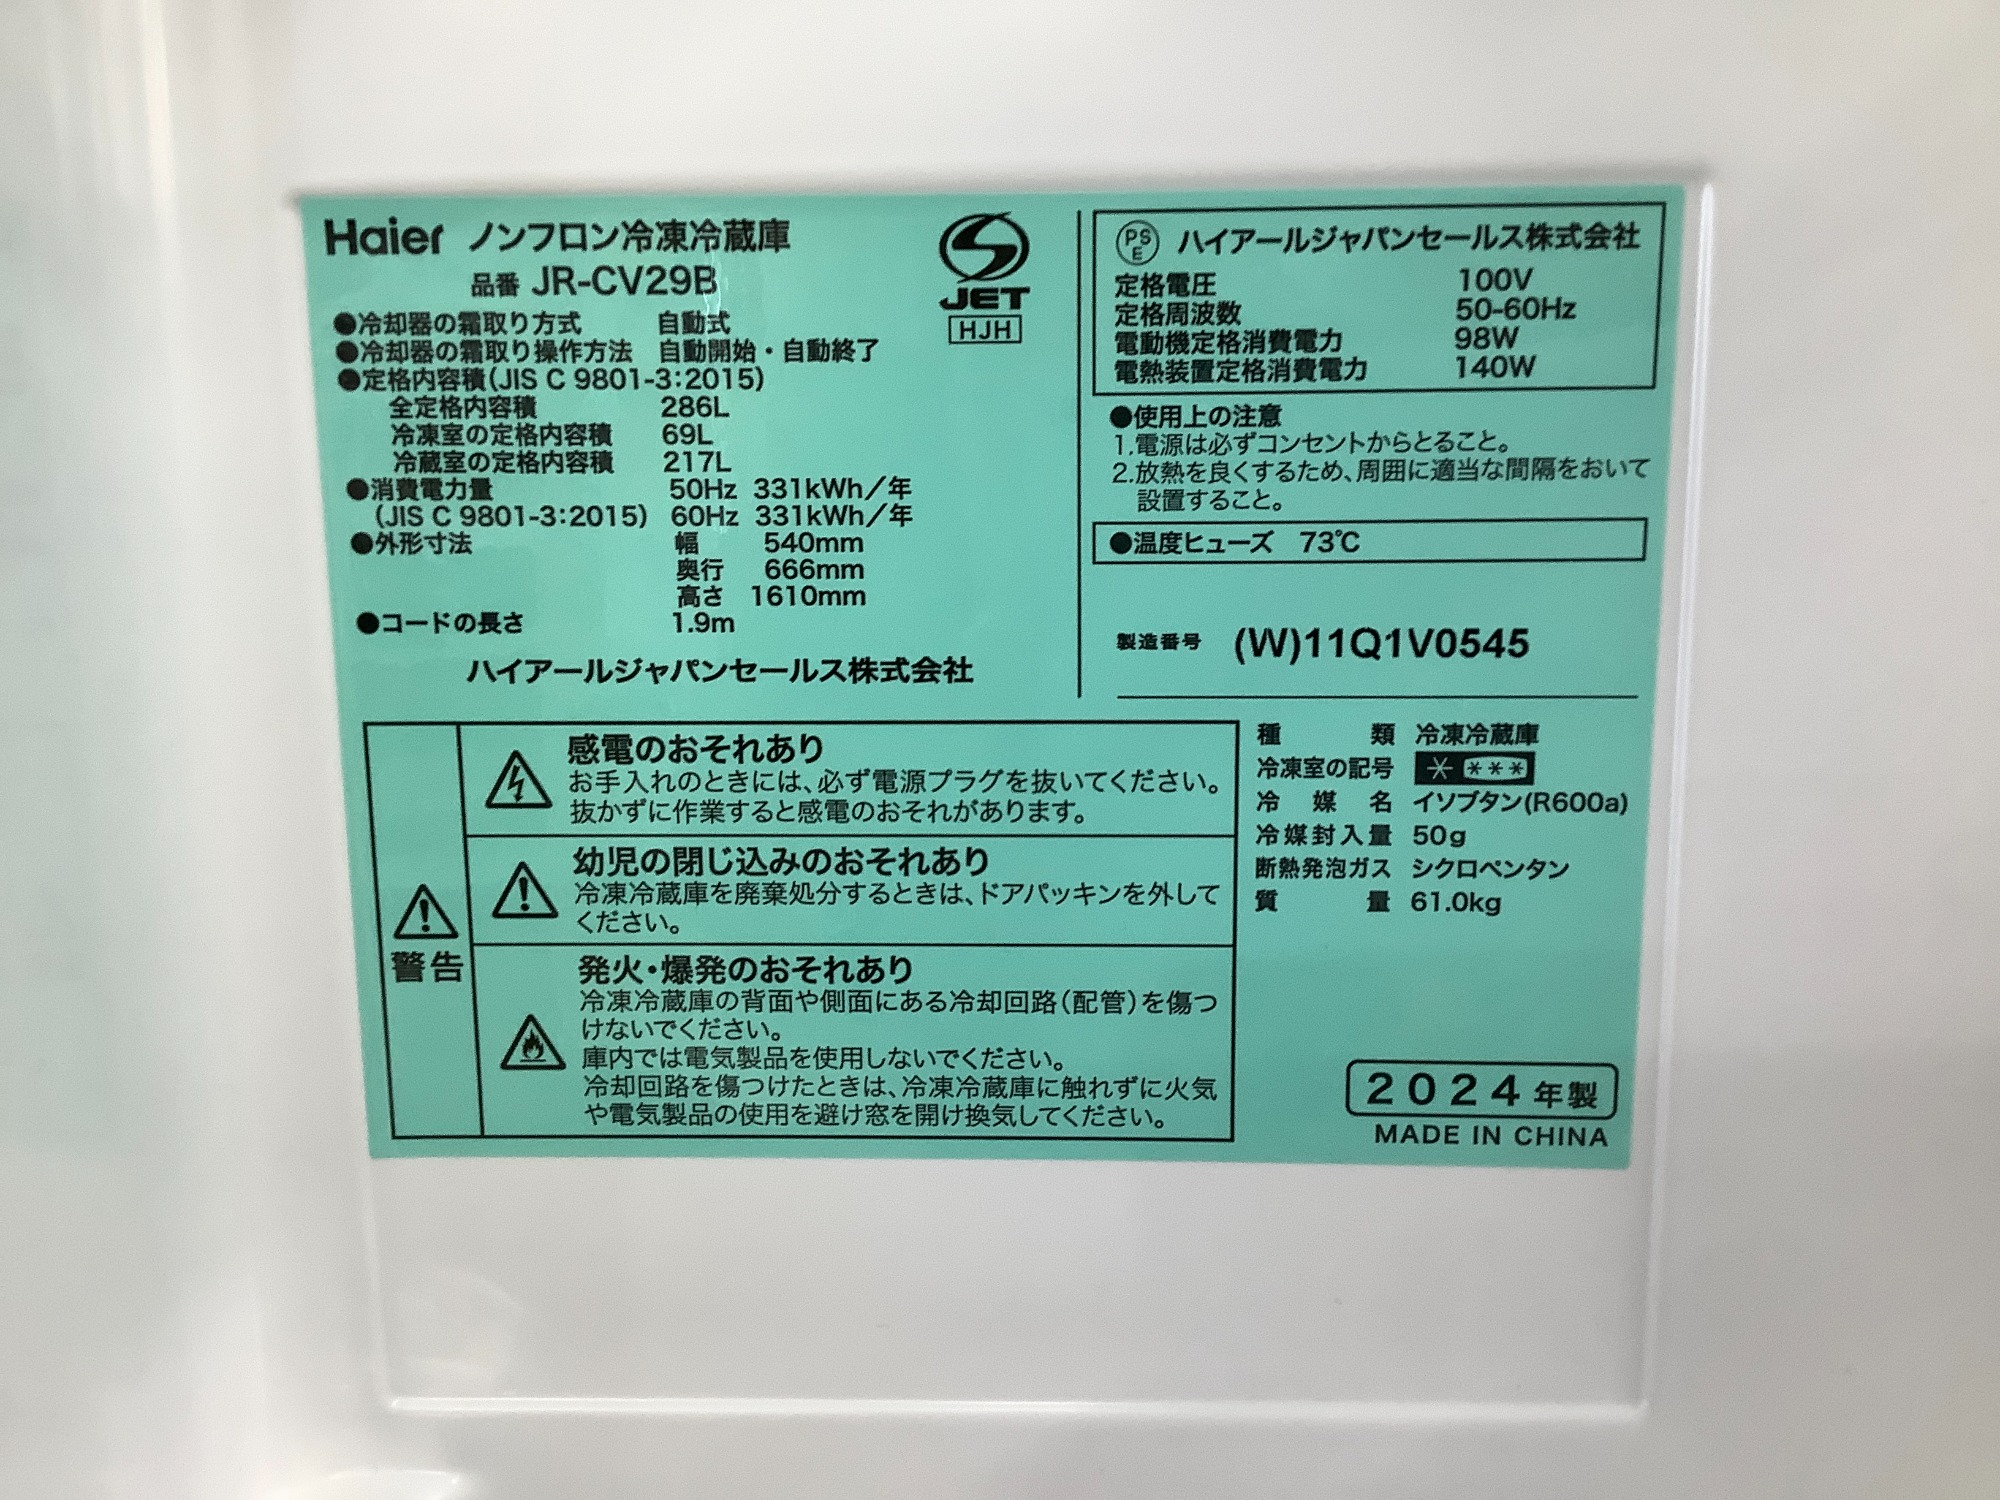 Haier ノンフロン冷凍冷蔵庫
品番 JR-CV29B
●冷却器の霜取り方式 自動式
●冷却器の霜取り操作方法 自動開始・自動終了
●定格内容積(JIS C 9801-3:2015)
全定格内容積 286L
冷凍室の定格内容積 69L
冷蔵室の定格内容積 217L
●消費電力量 50Hz 331kWh/年
(JIS C 9801-3:2015) 60Hz 331kWh/年
●外形寸法 幅 540mm
奥行 666mm
高さ 1610mm
●コードの長さ 1.9m
ハイアールジャパンセールス株式会社
S
JET
HJH
PSE ハイアールジャパンセールス株式会社
定格電圧 100V
定格周波数 50-60Hz
電動機定格消費電力 98W
電熱装置定格消費電力 140W
●使用上の注意
1.電源は必ずコンセントからとること。
2.放熱を良くするため、周囲に適当な間隔をおいて
設置すること。
●温度ヒューズ 73℃
製造番号 (W)11Q1V0545
警告
感電のおそれあり
お手入れのときには、必ず電源プラグを抜いてください。
抜かずに作業すると感電のおそれがあります。
幼児の閉じ込みのおそれあり
冷凍冷蔵庫を廃棄処分するときは、ドアパッキンを外して
ください。
発火・爆発のおそれあり
冷凍冷蔵庫の背面や側面にある冷却回路(配管)を傷つ
けないでください。
庫内では電気製品を使用しないでください。
冷却回路を傷つけたときは、冷凍冷蔵庫に触れずに火気
や電気製品の使用を避け窓を開け換気してください。
種類 冷凍冷蔵庫
冷凍室の記号 * ***
冷媒名 イソブタン(R600a)
冷媒封入量 50g
断熱発泡ガス シクロペンタン
質量 61.0kg
2024年製
MADE IN CHINA